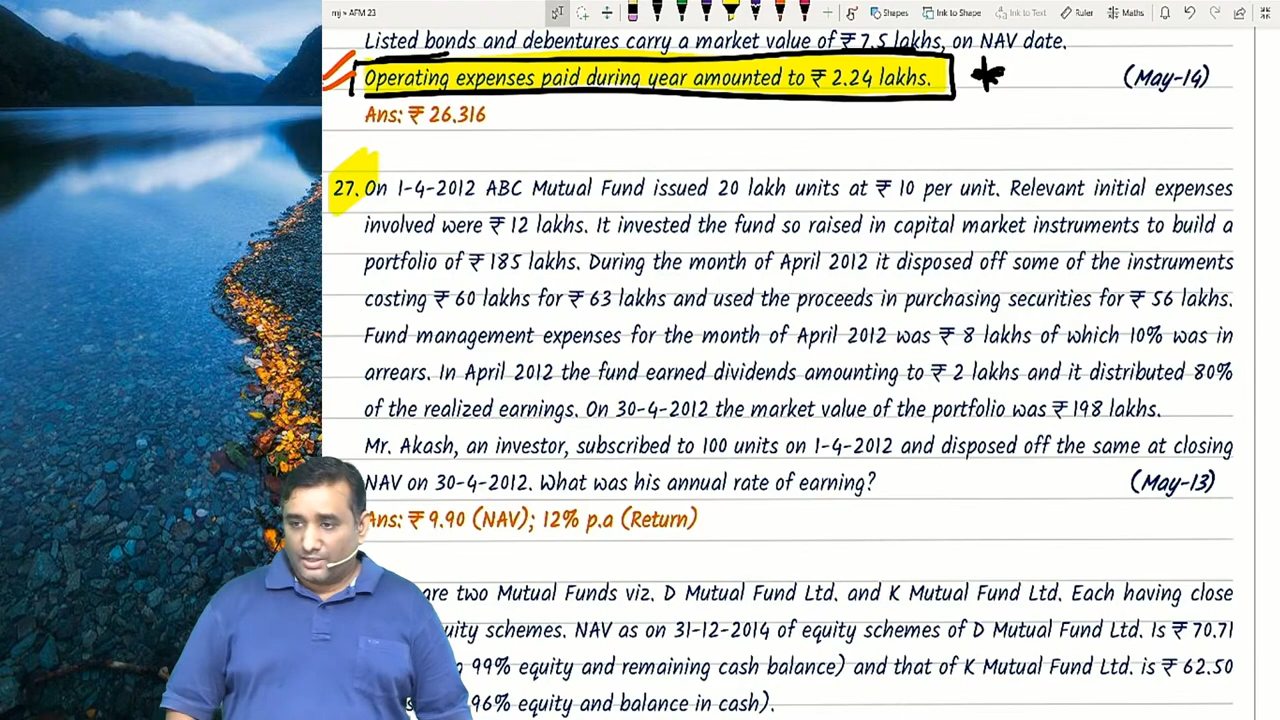 mj > AFM 23
Shapes
Ink to Shape
Ink to Text
Ruler
Maths
Listed bonds and debentures carry a market value of ₹ 7.5 lakhs, on NAV date.
Operating expenses paid during year amounted to ₹ 2.24 lakhs. (May-14)
Ans: ₹ 26.316
27. On 1-4-2012 ABC Mutual Fund issued 20 lakh units at ₹ 10 per unit. Relevant initial expenses
involved were ₹ 12 lakhs. It invested the fund so raised in capital market instruments to build a
portfolio of ₹ 185 lakhs. During the month of April 2012 it disposed off some of the instruments
costing ₹ 60 lakhs for ₹ 63 lakhs and used the proceeds in purchasing securities for ₹ 56 lakhs.
Fund management expenses for the month of April 2012 was ₹ 8 lakhs of which 10% was in
arrears. In April 2012 the fund earned dividends amounting to ₹ 2 lakhs and it distributed 80%
of the realized earnings. On 30-4-2012 the market value of the portfolio was ₹ 198 lakhs.
Mr. Akash, an investor, subscribed to 100 units on 1-4-2012 and disposed off the same at closing
NAV on 30-4-2012. What was his annual rate of earning? (May-13)
Ans: ₹ 9.90 (NAV); 12% p.a (Return)
are two Mutual Funds viz. D Mutual Fund Ltd. and K Mutual Fund Ltd. Each having close
schemes. NAV as on 31-12-2014 of equity schemes of D Mutual Fund Ltd. Is ₹ 70.71
99% equity and remaining cash balance) and that of K Mutual Fund Ltd. is ₹ 62.50
96% equity and balance in cash).